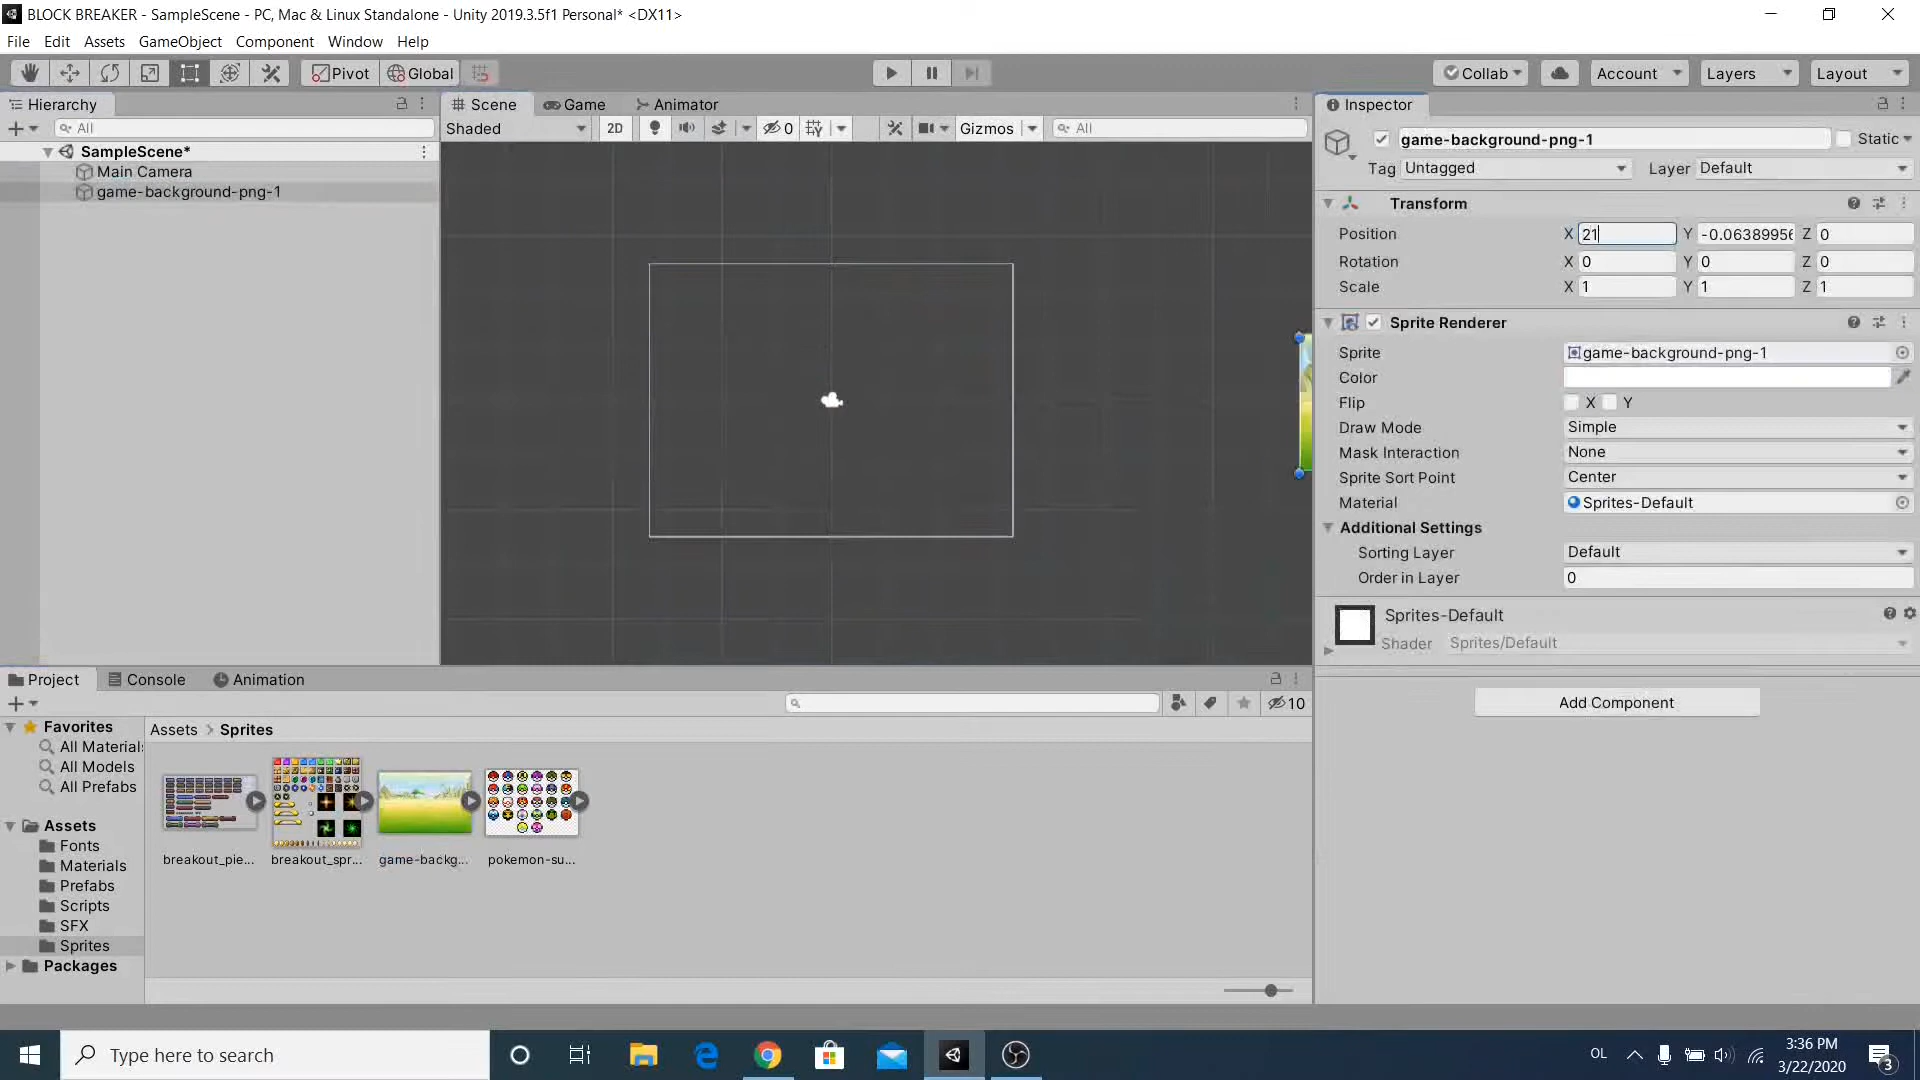 BLOCK BREAKER - SampleScene - PC, Mac & Linux Standalone - Unity 2019.3.5f1 Personal* <DX11>
File Edit Assets GameObject Component Window Help
Pivot Global Collab Account Layers Layout
Hierarchy
All
SampleScene*
Main Camera
game-background-png-1
Scene Game Animator
Shaded 2D 0 Gizmos All
Inspector
game-background-png-1 Static
Tag Untagged Layer Default
Transform
Position X 21 Y -0.0638995 Z 0
Rotation X 0 Y 0 Z 0
Scale X 1 Y 1 Z 1
Sprite Renderer
Sprite game-background-png-1
Color
Flip X Y
Draw Mode Simple
Mask Interaction None
Sprite Sort Point Center
Material Sprites-Default
Additional Settings
Sorting Layer Default
Order in Layer 0
Sprites-Default
Shader Sprites/Default
Add Component
Project Console Animation
10
Favorites
All Material
All Models
All Prefabs
Assets
Fonts
Materials
Prefabs
Scripts
SFX
Sprites
Packages
Assets > Sprites
breakout_pie... breakout_spr... game-backg... pokemon-su...
Type here to search
OL
3:36 PM
3/22/2020
3